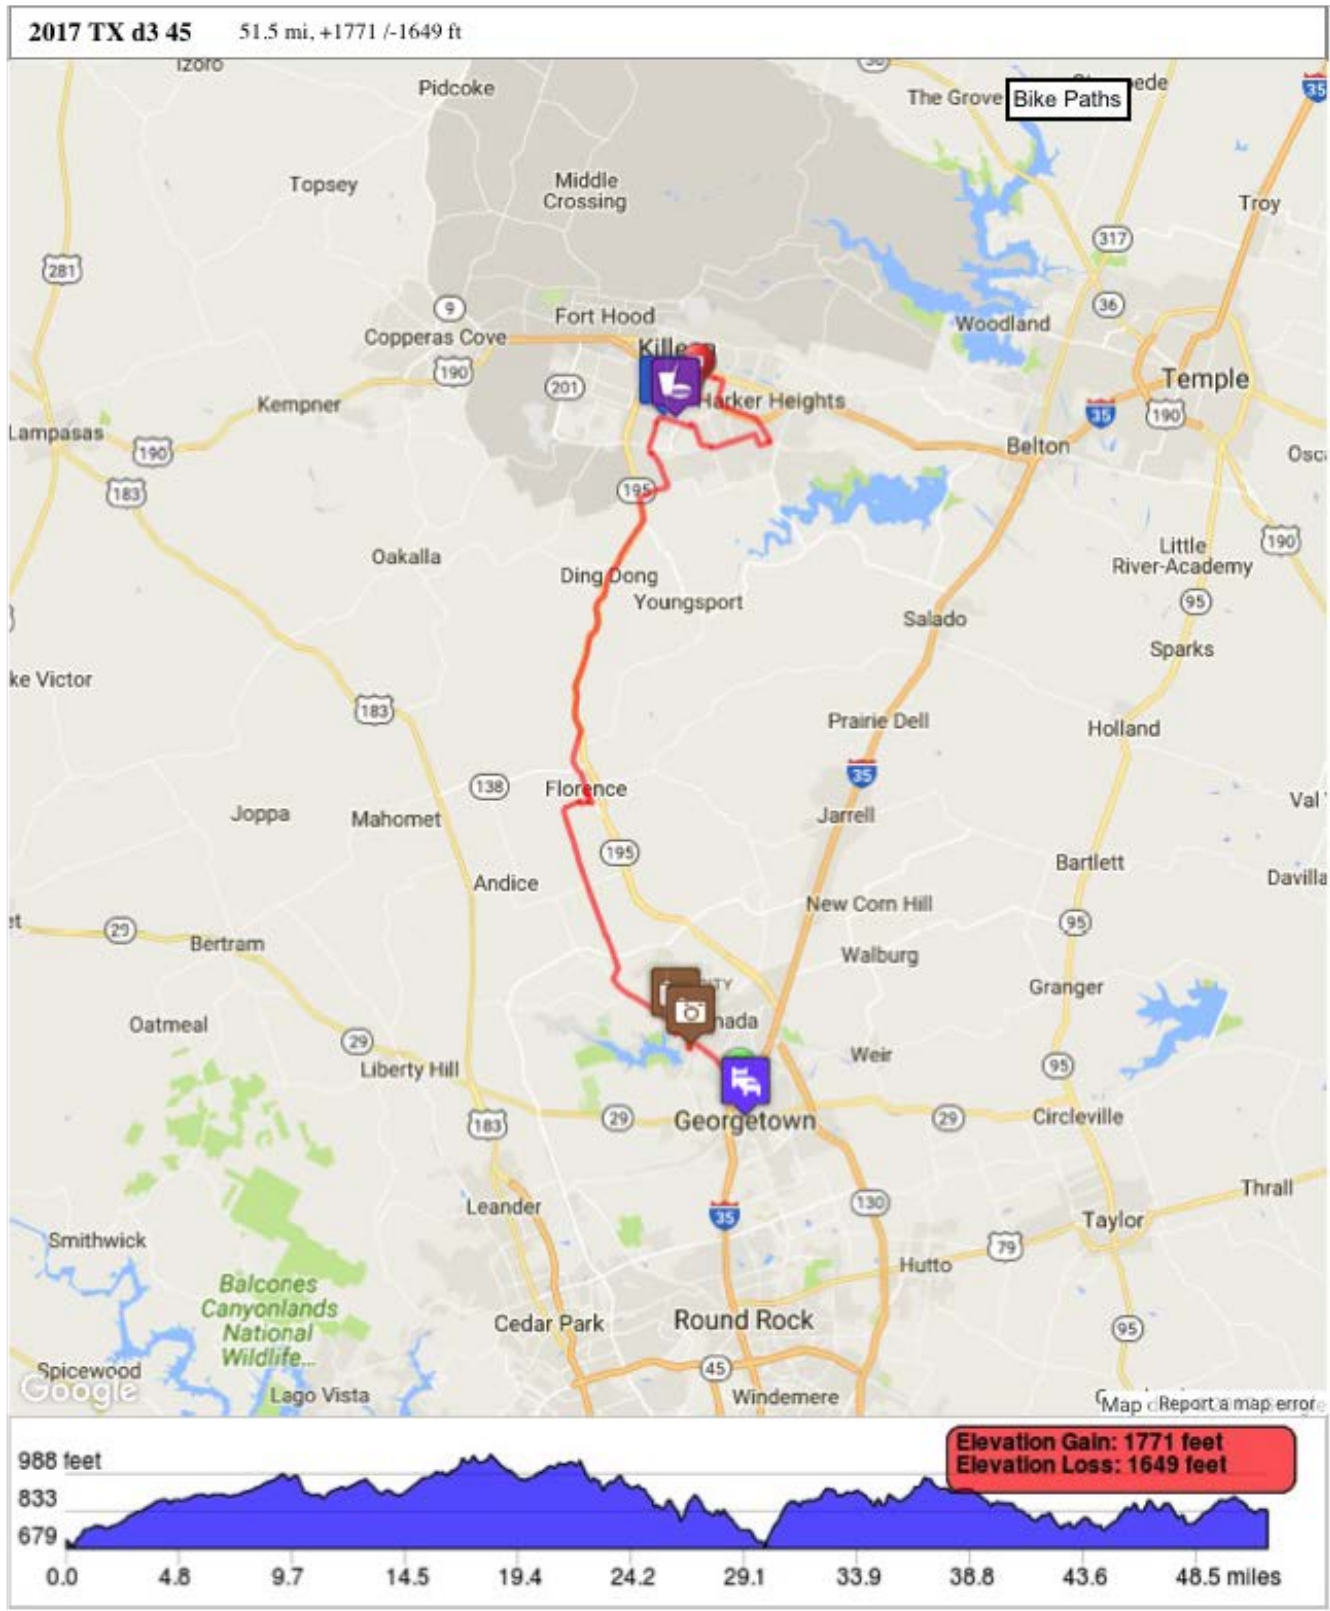 2017 TX d3 45 51.5 mi, +1771 /-1649 ft
Izoro
Pidcoke
36
The Grove
Bike Paths
35
Topsey
Middle
Crossing
Troy
281
317
9
Fort Hood
36
Copperas Cove
Woodland
190
201
Temple
Kempner
Harker Heights
35
190
Lampasas
190
Belton
183
195
Oakalla
Little
River-Academy
190
Ding Dong
Youngsport
95
Salado
Sparks
ke Victor
183
Prairie Dell
Holland
35
138
Florence
Val
Joppa
Mahomet
Jarrell
195
Bartlett
Andice
Davilla
New Corn Hill
29
95
Bertram
Walburg
Granger
Oatmeal
29
Weir
Liberty Hill
95
183
29
Georgetown
29
Circleville
Leander
130
Thrall
35
Taylor
Smithwick
79
Hutto
Balcones
Canyonlands
National
Wildlife...
Cedar Park
Round Rock
95
Spicewood
45
Google
Lago Vista
Windemere
Map
Report a map error
988 feet
833
679
Elevation Gain: 1771 feet
Elevation Loss: 1649 feet
0.0 4.8 9.7 14.5 19.4 24.2 29.1 33.9 38.8 43.6 48.5 miles